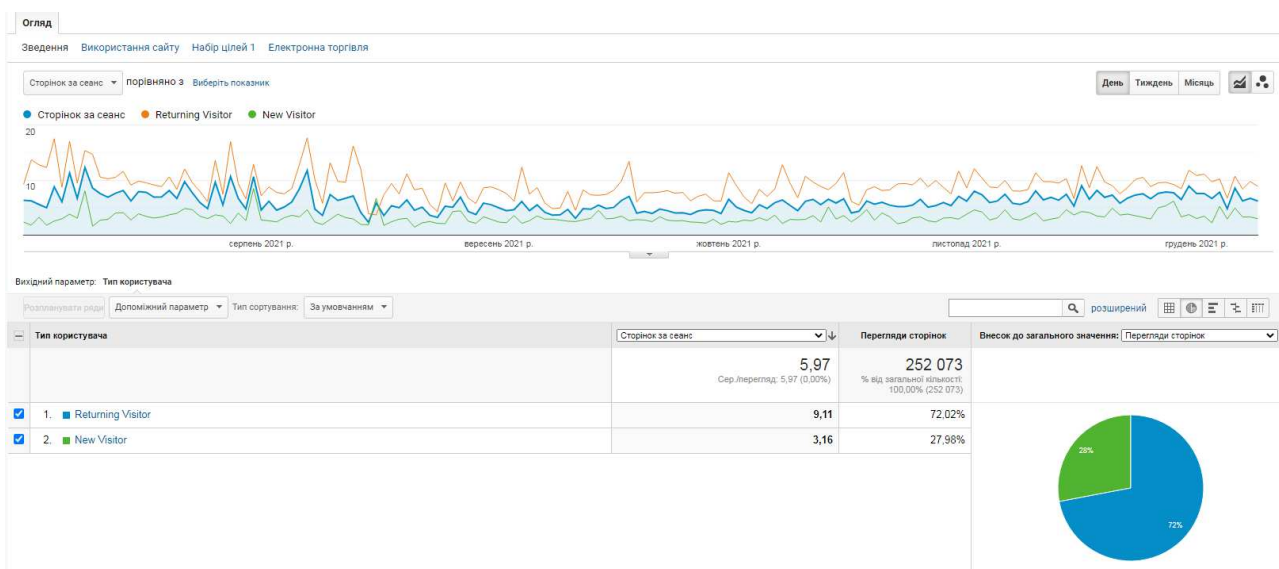 Огляд
Зведення Використання сайту Набір цілей 1 Електронна торгівля
Сторінок за сеанс порівняно з Виберіть показник День Тиждень Місяць
Сторінок за сеанс Returning Visitor New Visitor
20
10
серпень 2021 р. вересень 2021 р. жовтень 2021 р. листопад 2021 р. грудень 2021 р.
Вихідний параметр: Тип користувача
Розпланувати ряди Допоміжний параметр Тип сортування: За умовчанням розширений
Тип користувача Сторінок за сеанс Перегляди сторінок Внесок до загального значення: Перегляди сторінок
5,97 252 073
Сер./перегляд: 5,97 (0,00%) % від загальної кількості:
100,00% (252 073)
1. Returning Visitor 9,11 72,02%
2. New Visitor 3,16 27,98%
28%
72%